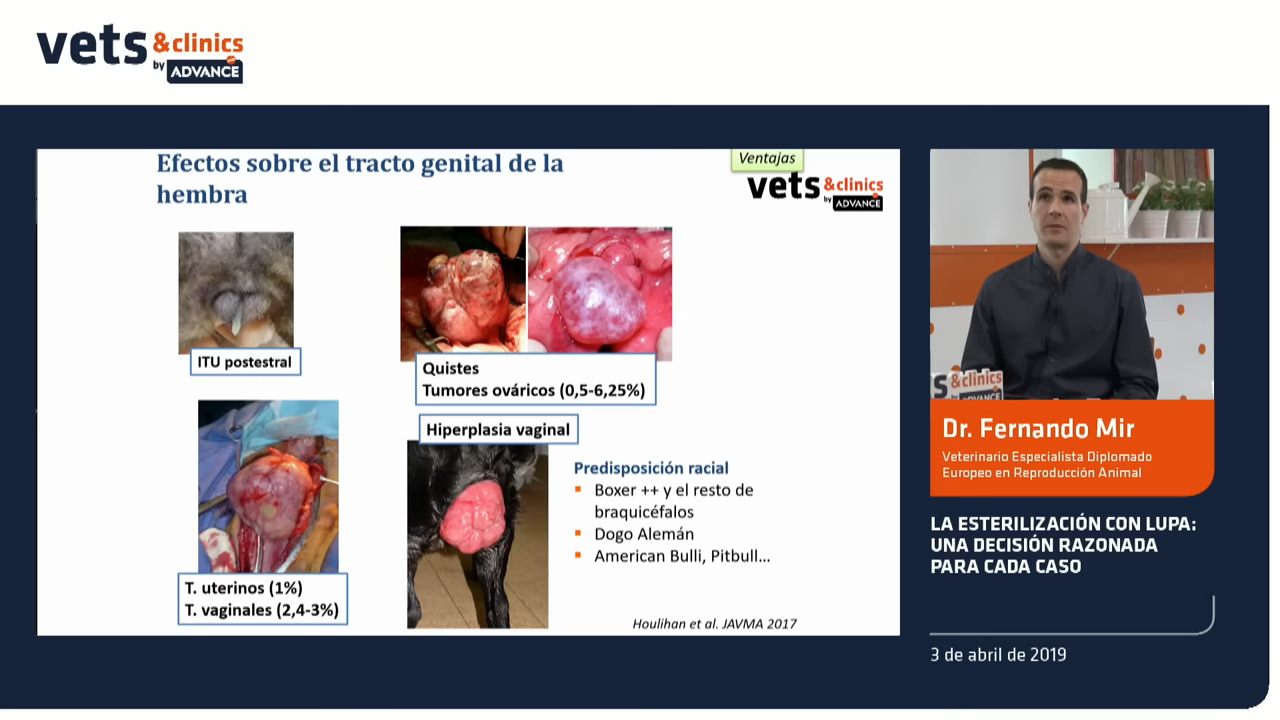 vets &clinics
by ADVANCE
Efectos sobre el tracto genital de la
hembra
Ventajas
vets &clinics
by ADVANCE
ITU postestral
Quistes
Tumores ováricos (0,5-6,25%)
Hiperplasia vaginal
T. uterinos (1%)
T. vaginales (2,4-3%)
Predisposición racial
Boxer ++ y el resto de
braquicéfalos
Dogo Alemán
American Bulli, Pitbull...
Houlihan et al. JAVMA 2017
s &clinics
ADVANCE
Dr. Fernando Mir
Veterinario Especialista Diplomado
Europeo en Reproducción Animal
LA ESTERILIZACIÓN CON LUPA:
UNA DECISIÓN RAZONADA
PARA CADA CASO
3 de abril de 2019